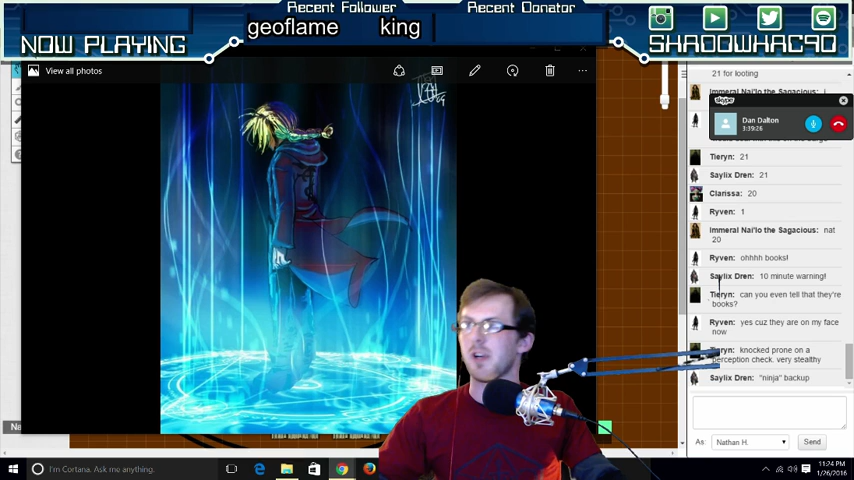 Recent Follower
Recent Donator
geoflame king
NOW PLAYING
SHADOWHAC90
View all photos
21 for looting
Immeral Nai'lo the Sagacious:
skype
Dan Dalton
3:39:26
Tieryn: 21
Saylix Dren: 21
Clarissa: 20
Ryven: 1
Immeral Nai'lo the Sagacious: nat
20
Ryven: ohhhh books!
Saylix Dren: 10 minute warning!
Tieryn: can you even tell that they're
books?
Ryven: yes cuz they are on my face
now
Tieryn: knocked prone on a
perception check. very stealthy
Saylix Dren: "ninja" backup
As: Nathan H.
Send
I'm Cortana. Ask me anything.
11:24 PM
1/26/2016